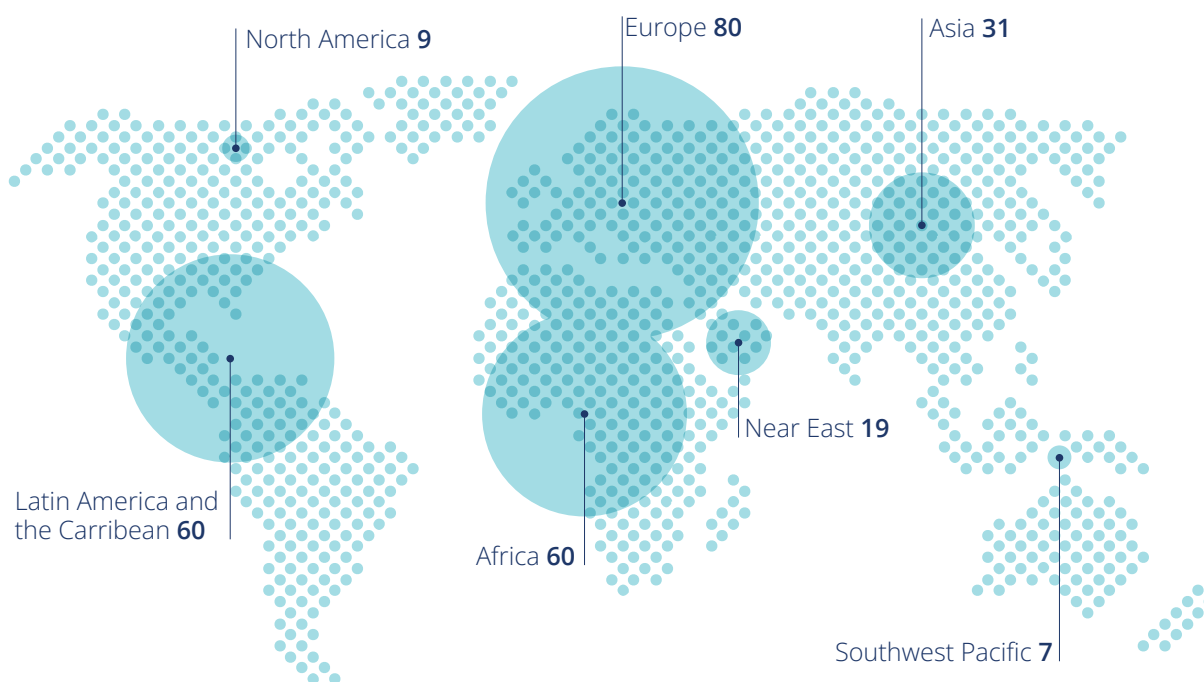 North America 9
Europe 80
Asia 31
Near East 19
Latin America and
the Carribean 60
Africa 60
Southwest Pacific 7